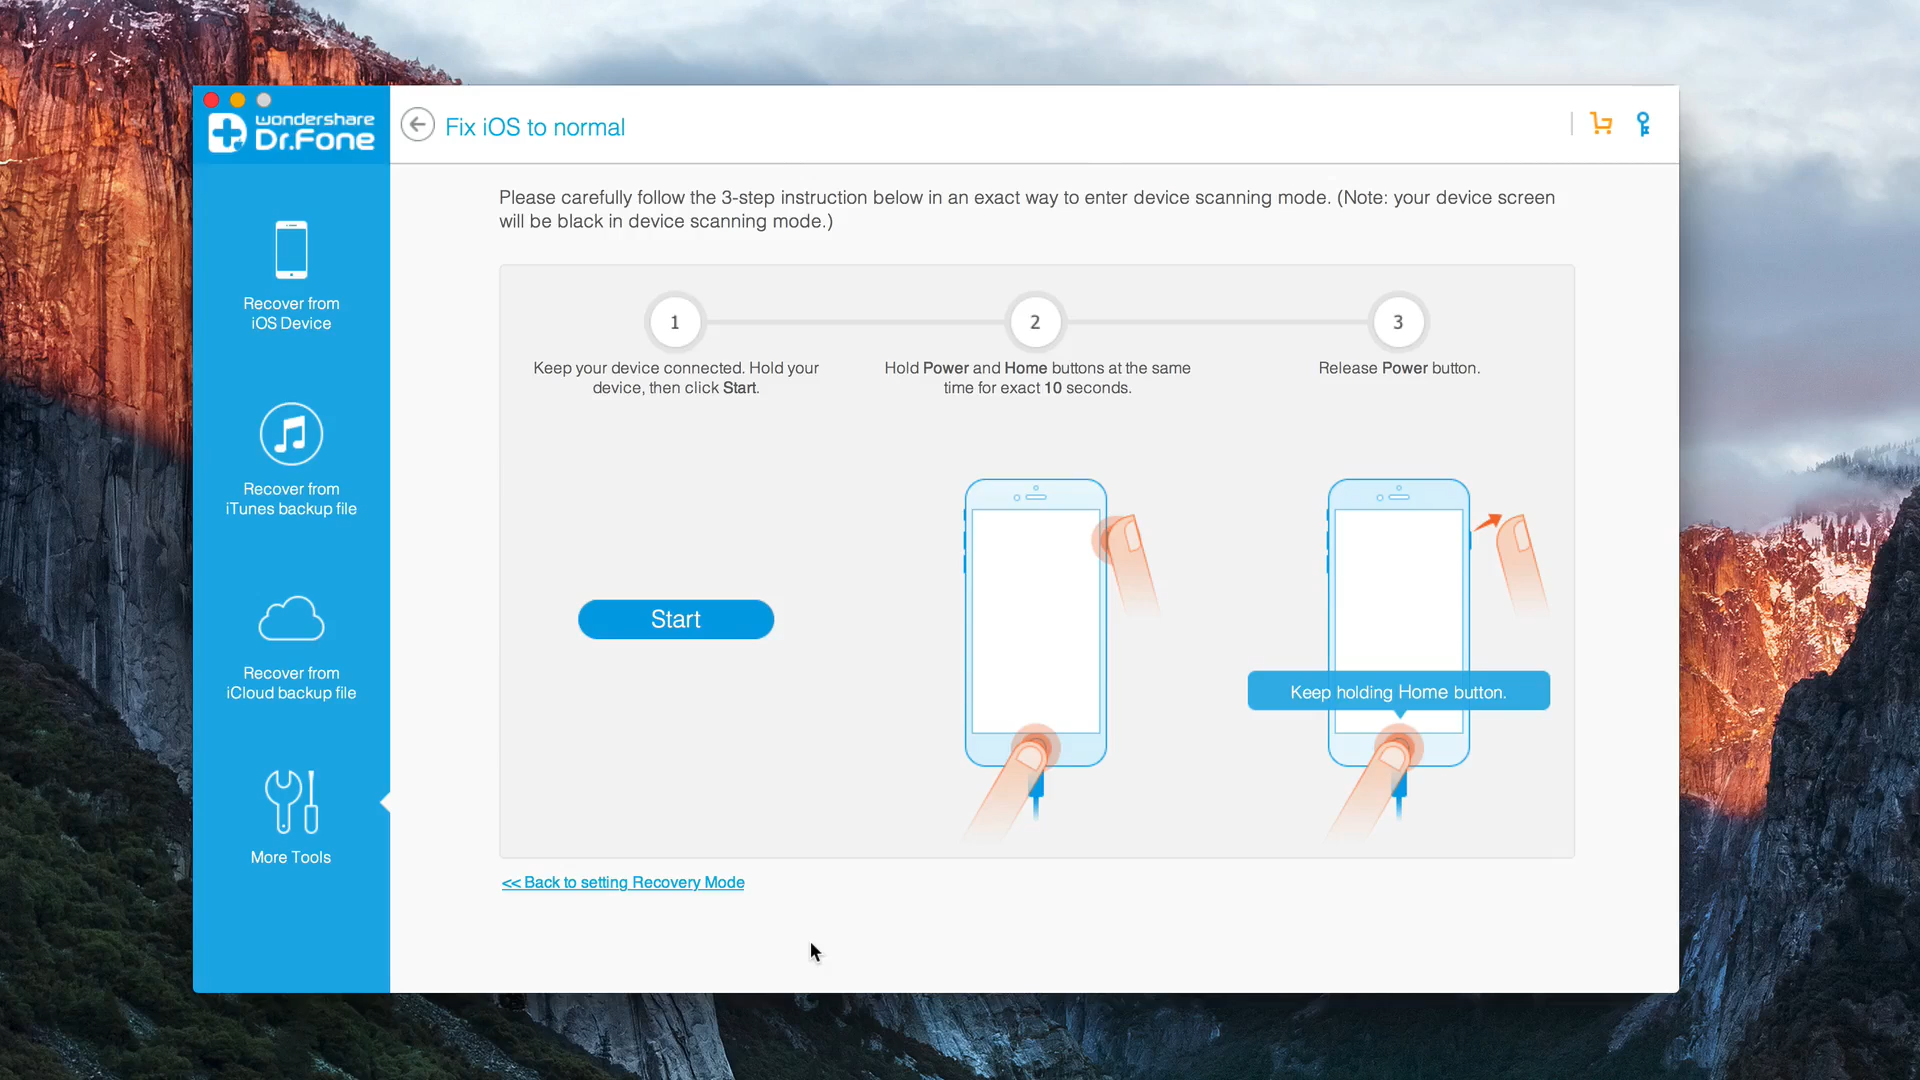 wondershare
Dr.Fone
Fix iOS to normal
Please carefully follow the 3-step instruction below in an exact way to enter device scanning mode. (Note: your device screen
will be black in device scanning mode.)
Recover from
iOS Device
Recover from
iTunes backup file
Recover from
iCloud backup file
More Tools
1
Keep your device connected. Hold your
device, then click Start.
Start
2
Hold Power and Home buttons at the same
time for exact 10 seconds.
3
Release Power button.
Keep holding Home button.
<< Back to setting Recovery Mode